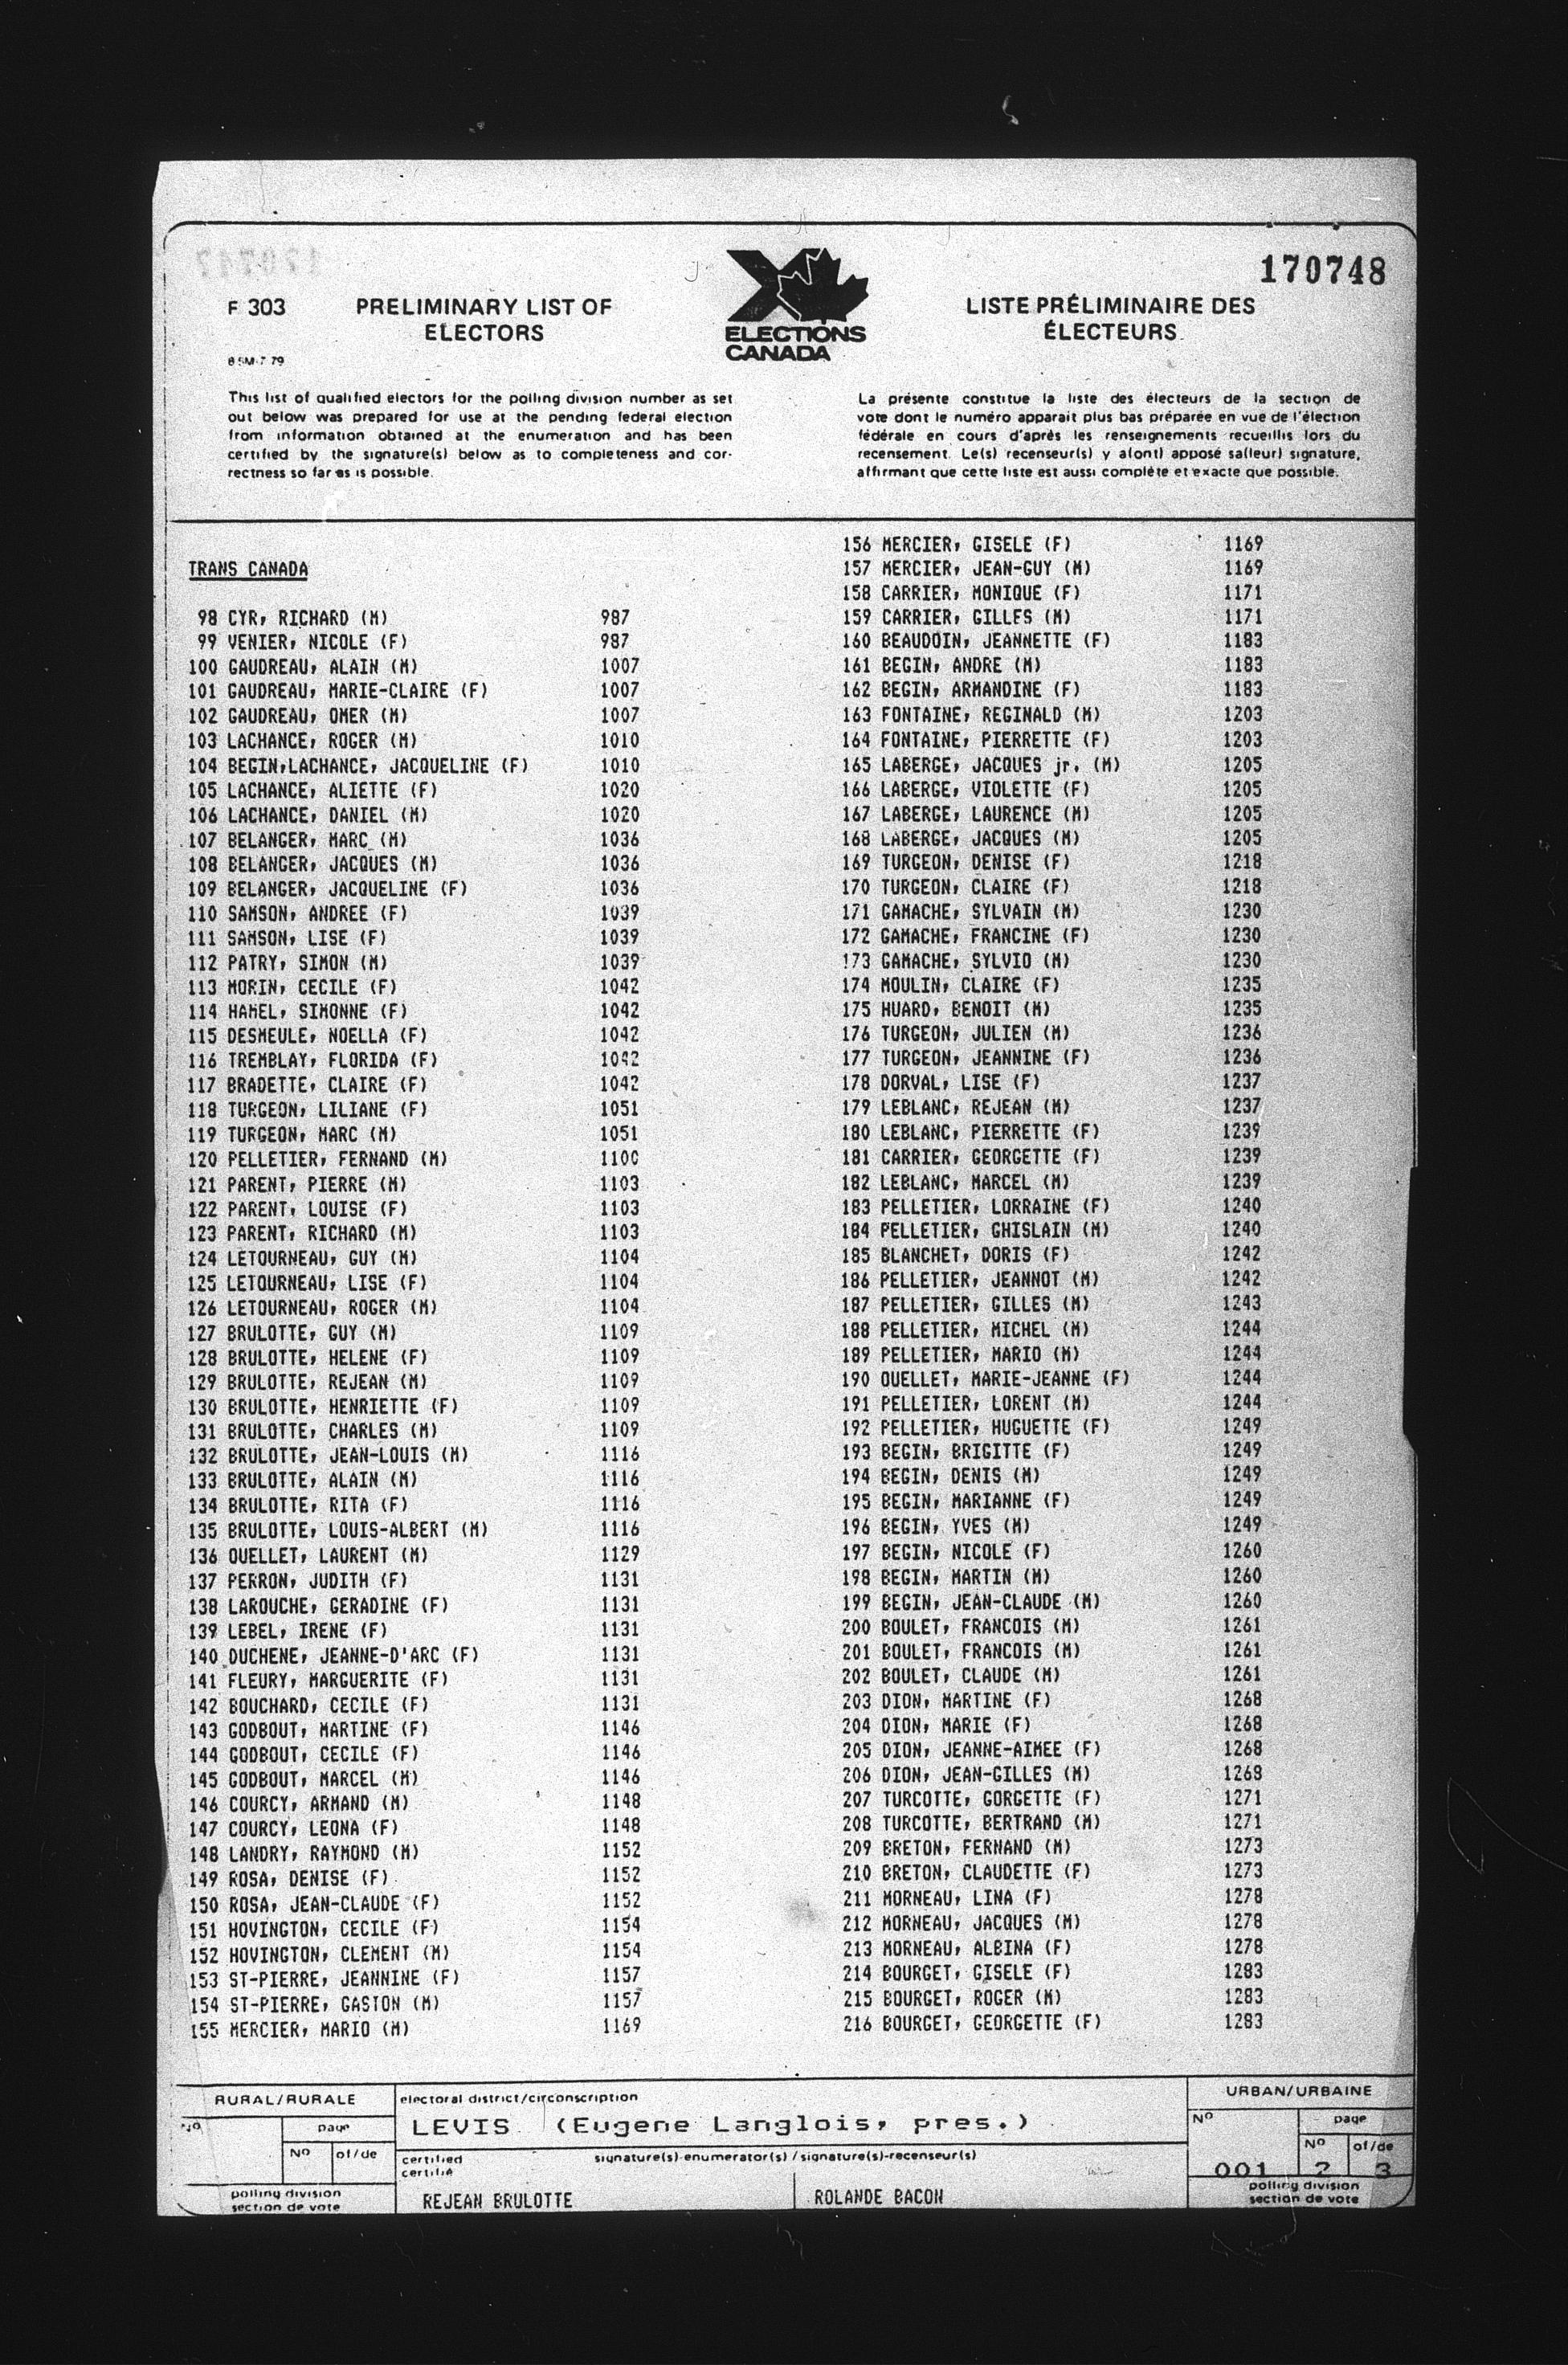 170748
F 303
PRELIMINARY LIST OF
ELECTORS
ELECTIONS
CANADA
LISTE PRÉLIMINAIRE DES
ÉLECTEURS
This list of qualified electors for the polling division number as set
out below was prepared for use at the pending federal election
from information obtained at the enumeration and has been
certified by the signature(s) below as to completeness and cor-
rectness so far as is possible.
La présente constitue la liste des électeurs de la section de
vote dont le numéro apparait plus bas préparée en vue de l'élection
fédérale en cours d'après les renseignements recueillis lors du
recensement. Le(s) recenseur(s) y a(ont) apposé sa(leur) signature,
affirmant que cette liste est aussi complète et exacte que possible.
TRANS CANADA
98 CYR, RICHARD (M) 987
99 VENIER, NICOLE (F) 987
100 GAUDREAU, ALAIN (M) 1007
101 GAUDREAU, MARIE-CLAIRE (F) 1007
102 GAUDREAU, OMER (M) 1007
103 LACHANCE, ROGER (M) 1010
104 BEGIN,LACHANCE, JACQUELINE (F) 1010
105 LACHANCE, ALIETTE (F) 1020
106 LACHANCE, DANIEL (M) 1020
107 BELANGER, MARC (M) 1036
108 BELANGER, JACQUES (M) 1036
109 BELANGER, JACQUELINE (F) 1036
110 SAMSON, ANDREE (F) 1039
111 SAMSON, LISE (F) 1039
112 PATRY, SIMON (M) 1039
113 MORIN, CECILE (F) 1042
114 HAMEL, SIMONNE (F) 1042
115 DESMEULE, NOELLA (F) 1042
116 TREMBLAY, FLORIDA (F) 1042
117 BRADETTE, CLAIRE (F) 1042
118 TURGEON, LILIANE (F) 1051
119 TURGEON, MARC (M) 1051
120 PELLETIER, FERNAND (M) 1100
121 PARENT, PIERRE (M) 1103
122 PARENT, LOUISE (F) 1103
123 PARENT, RICHARD (M) 1103
124 LETOURNEAU, GUY (M) 1104
125 LETOURNEAU, LISE (F) 1104
126 LETOURNEAU, ROGER (M) 1104
127 BRULOTTE, GUY (M) 1109
128 BRULOTTE, HELENE (F) 1109
129 BRULOTTE, REJEAN (M) 1109
130 BRULOTTE, HENRIETTE (F) 1109
131 BRULOTTE, CHARLES (M) 1109
132 BRULOTTE, JEAN-LOUIS (M) 1116
133 BRULOTTE, ALAIN (M) 1116
134 BRULOTTE, RITA (F) 1116
135 BRULOTTE, LOUIS-ALBERT (M) 1116
136 OUELLET, LAURENT (M) 1129
137 PERRON, JUDITH (F) 1131
138 LAROUCHE, GERADINE (F) 1131
139 LEBEL, IRENE (F) 1131
140 DUCHENE, JEANNE-D'ARC (F) 1131
141 FLEURY, MARGUERITE (F) 1131
142 BOUCHARD, CECILE (F) 1131
143 GODBOUT, MARTINE (F) 1146
144 GODBOUT, CECILE (F) 1146
145 GODBOUT, MARCEL (M) 1146
146 COURCY, ARMAND (M) 1148
147 COURCY, LEONA (F) 1148
148 LANDRY, RAYMOND (M) 1152
149 ROSA, DENISE (F) 1152
150 ROSA, JEAN-CLAUDE (F) 1152
151 HOVINGTON, CECILE (F) 1154
152 HOVINGTON, CLEMENT (M) 1154
153 ST-PIERRE, JEANNINE (F) 1157
154 ST-PIERRE, GASTON (M) 1157
155 MERCIER, MARIO (M) 1169
156 MERCIER, GISELE (F) 1169
157 MERCIER, JEAN-GUY (M) 1169
158 CARRIER, MONIQUE (F) 1171
159 CARRIER, GILLES (M) 1171
160 BEAUDOIN, JEANNETTE (F) 1183
161 BEGIN, ANDRE (M) 1183
162 BEGIN, ARMANDINE (F) 1183
163 FONTAINE, REGINALD (M) 1203
164 FONTAINE, PIERRETTE (F) 1203
165 LABERGE, JACQUES jr. (M) 1205
166 LABERGE, VIOLETTE (F) 1205
167 LABERGE, LAURENCE (M) 1205
168 LABERGE, JACQUES (M) 1205
169 TURGEON, DENISE (F) 1218
170 TURGEON, CLAIRE (F) 1218
171 GAMACHE, SYLVAIN (M) 1230
172 GAMACHE, FRANCINE (F) 1230
173 GAMACHE, SYLVIO (M) 1230
174 MOULIN, CLAIRE (F) 1235
175 HUARD, BENOIT (M) 1235
176 TURGEON, JULIEN (M) 1236
177 TURGEON, JEANNINE (F) 1236
178 DORVAL, LISE (F) 1237
179 LEBLANC, REJEAN (M) 1237
180 LEBLANC, PIERRETTE (F) 1239
181 CARRIER, GEORGETTE (F) 1239
182 LEBLANC, MARCEL (M) 1239
183 PELLETIER, LORRAINE (F) 1240
184 PELLETIER, GHISLAIN (M) 1240
185 BLANCHET, DORIS (F) 1242
186 PELLETIER, JEANNOT (M) 1242
187 PELLETIER, GILLES (M) 1243
188 PELLETIER, MICHEL (M) 1244
189 PELLETIER, MARIO (M) 1244
190 OUELLET, MARIE-JEANNE (F) 1244
191 PELLETIER, LORENT (M) 1244
192 PELLETIER, HUGUETTE (F) 1249
193 BEGIN, BRIGITTE (F) 1249
194 BEGIN, DENIS (M) 1249
195 BEGIN, MARIANNE (F) 1249
196 BEGIN, YVES (M) 1249
197 BEGIN, NICOLE (F) 1260
198 BEGIN, MARTIN (M) 1260
199 BEGIN, JEAN-CLAUDE (M) 1260
200 BOULET, FRANCOIS (M) 1261
201 BOULET, FRANCOIS (M) 1261
202 BOULET, CLAUDE (M) 1261
203 DION, MARTINE (F) 1268
204 DION, MARIE (F) 1268
205 DION, JEANNE-AIMEE (F) 1268
206 DION, JEAN-GILLES (M) 1268
207 TURCOTTE, GORGETTE (F) 1271
208 TURCOTTE, BERTRAND (M) 1271
209 BRETON, FERNAND (M) 1273
210 BRETON, CLAUDETTE (F) 1273
211 MORNEAU, LINA (F) 1278
212 MORNEAU, JACQUES (M) 1278
213 MORNEAU, ALBINA (F) 1278
214 BOURGET, GISELE (F) 1283
215 BOURGET, ROGER (M) 1283
216 BOURGET, GEORGETTE (F) 1283
RURAL/RURALE
No
page
No of/de
polling division
section de vote
electoral district/circonscription
LEVIS (Eugene Langlois, pres.)
certified
certifié
signature(s)-enumerator(s)/signature(s)-recenseur(s)
REJEAN BRULOTTE
ROLANDE BACON
URBAN/URBAINE
No
page
No of/de
001 2 3
polling division
section de vote